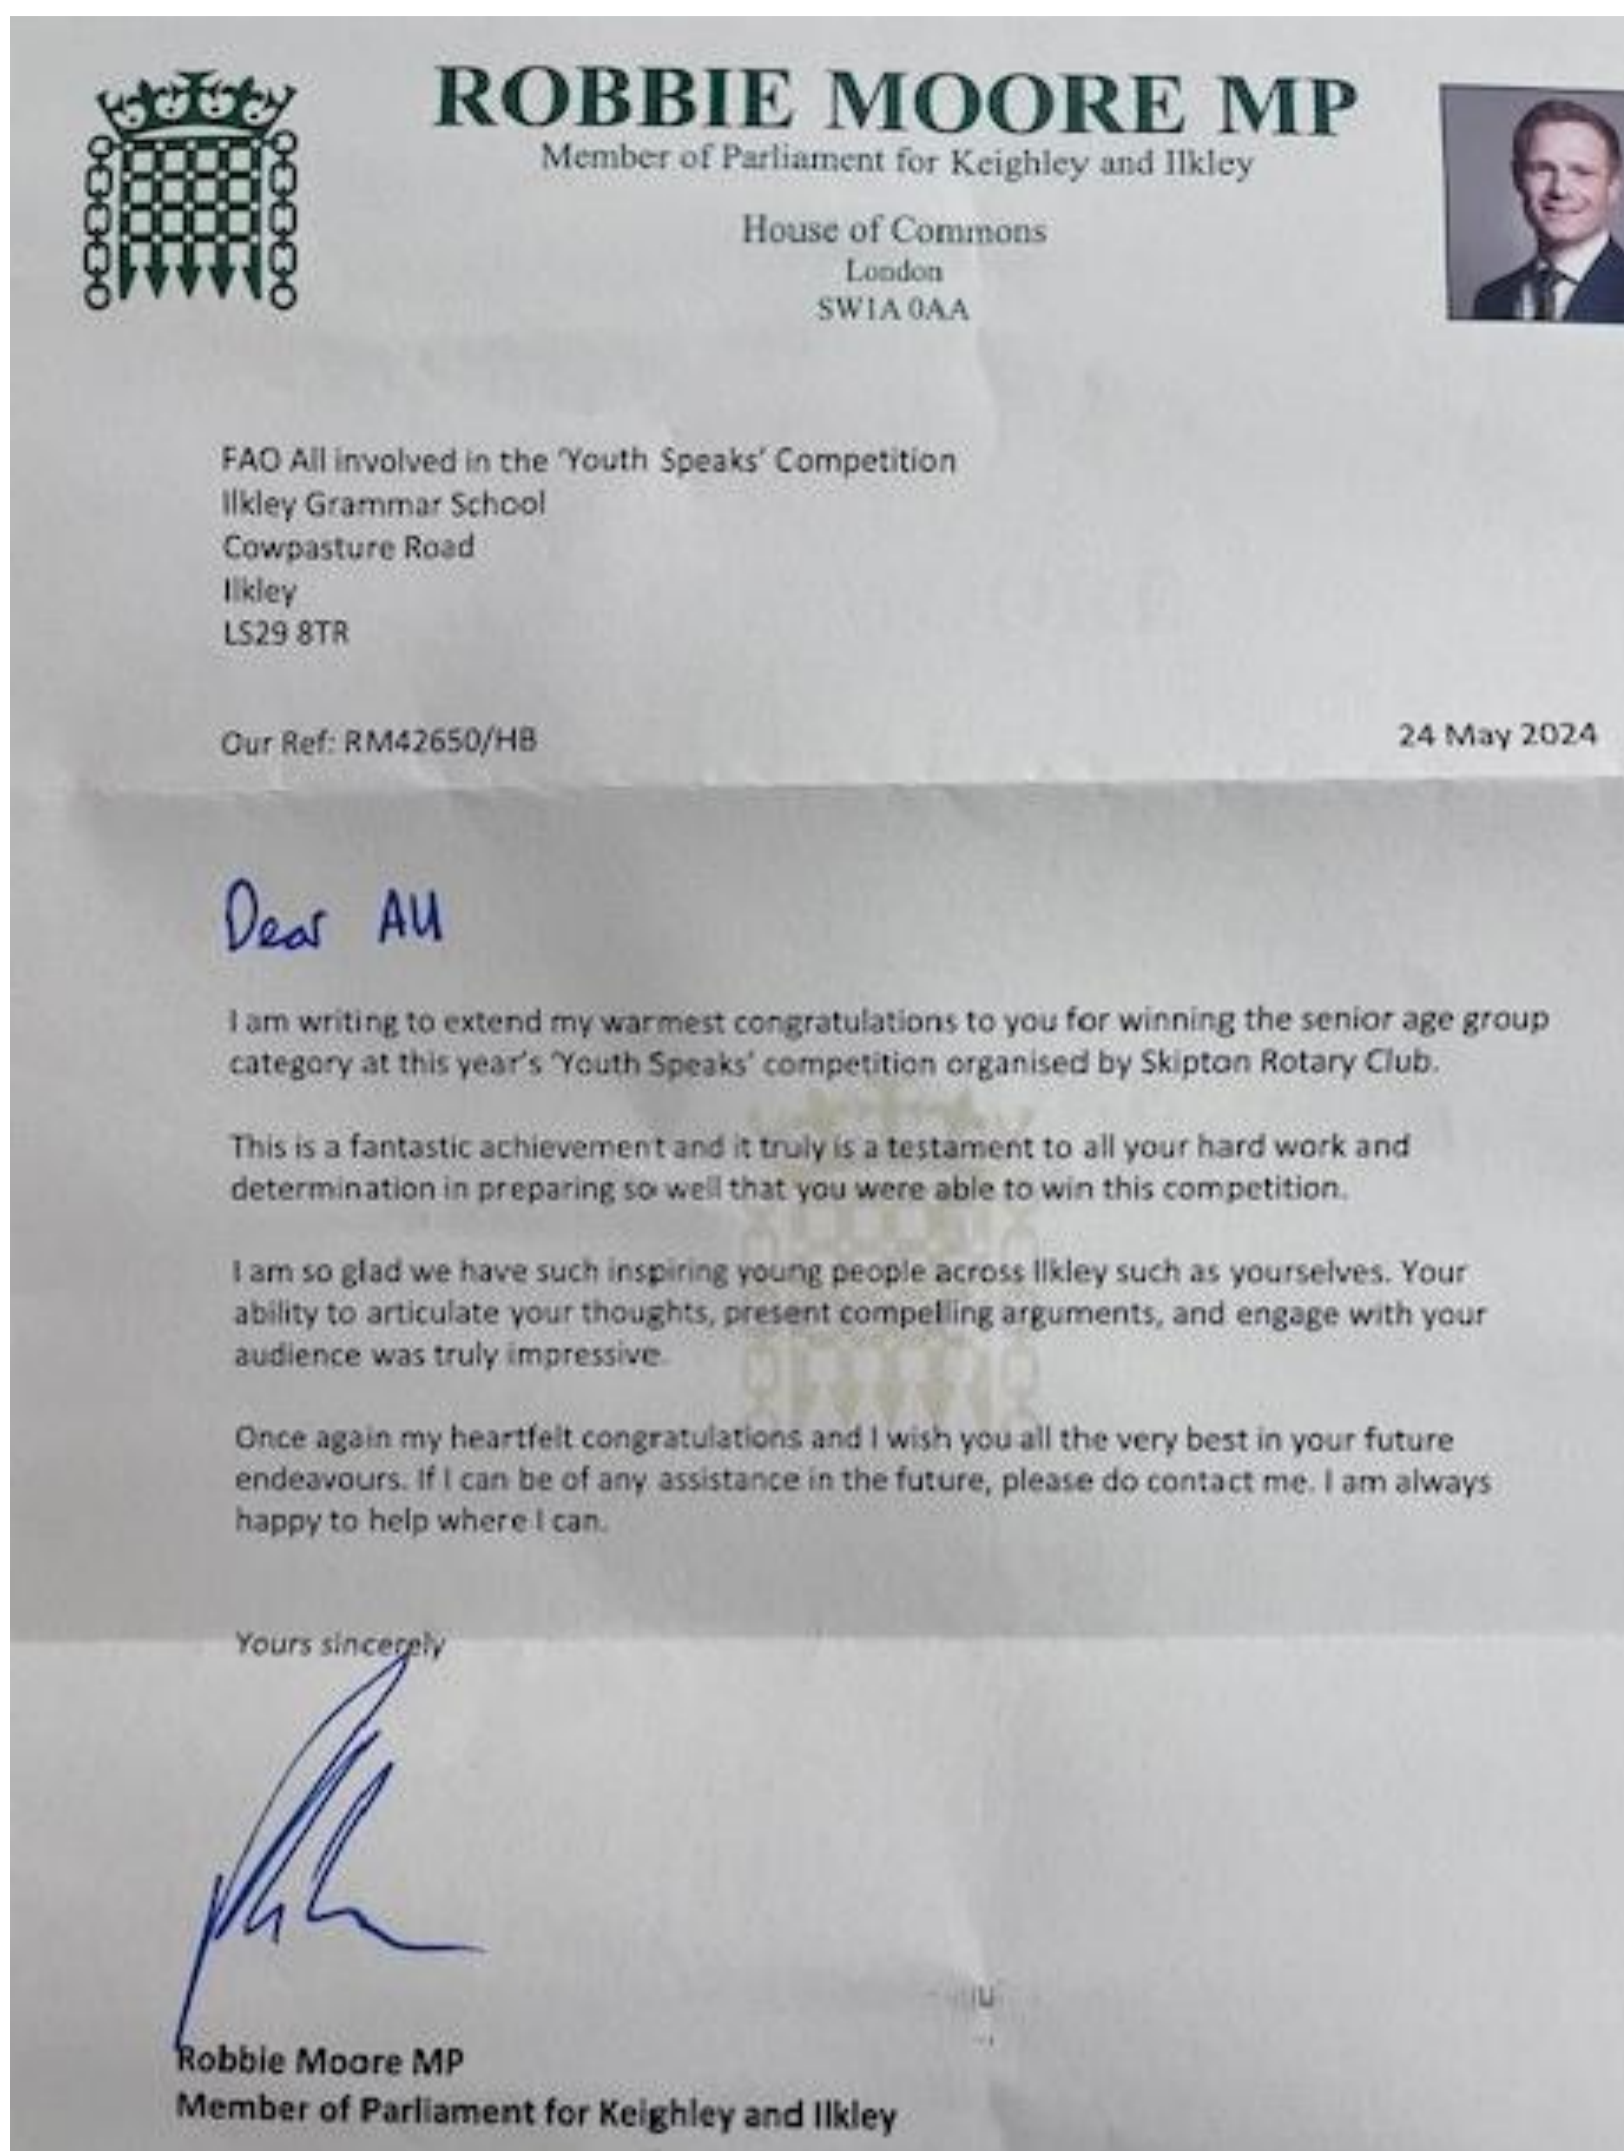 ROBBIE MOORE MP
Member of Parliament for Keighley and Ilkley
House of Commons
London
SW1A 0AA
FAO All involved in the 'Youth Speaks' Competition
Ilkley Grammar School
Cowpasture Road
Ilkley
LS29 8TR
Our Ref: RM42650/HB
24 May 2024
Dear All
I am writing to extend my warmest congratulations to you for winning the senior age group
category at this year's 'Youth Speaks' competition organised by Skipton Rotary Club.
This is a fantastic achievement and it truly is a testament to all your hard work and
determination in preparing so well that you were able to win this competition.
I am so glad we have such inspiring young people across Ilkley such as yourselves. Your
ability to articulate your thoughts, present compelling arguments, and engage with your
audience was truly impressive.
Once again my heartfelt congratulations and I wish you all the very best in your future
endeavours. If I can be of any assistance in the future, please do contact me. I am always
happy to help where I can.
Yours sincerely
Robbie Moore MP
Member of Parliament for Keighley and Ilkley